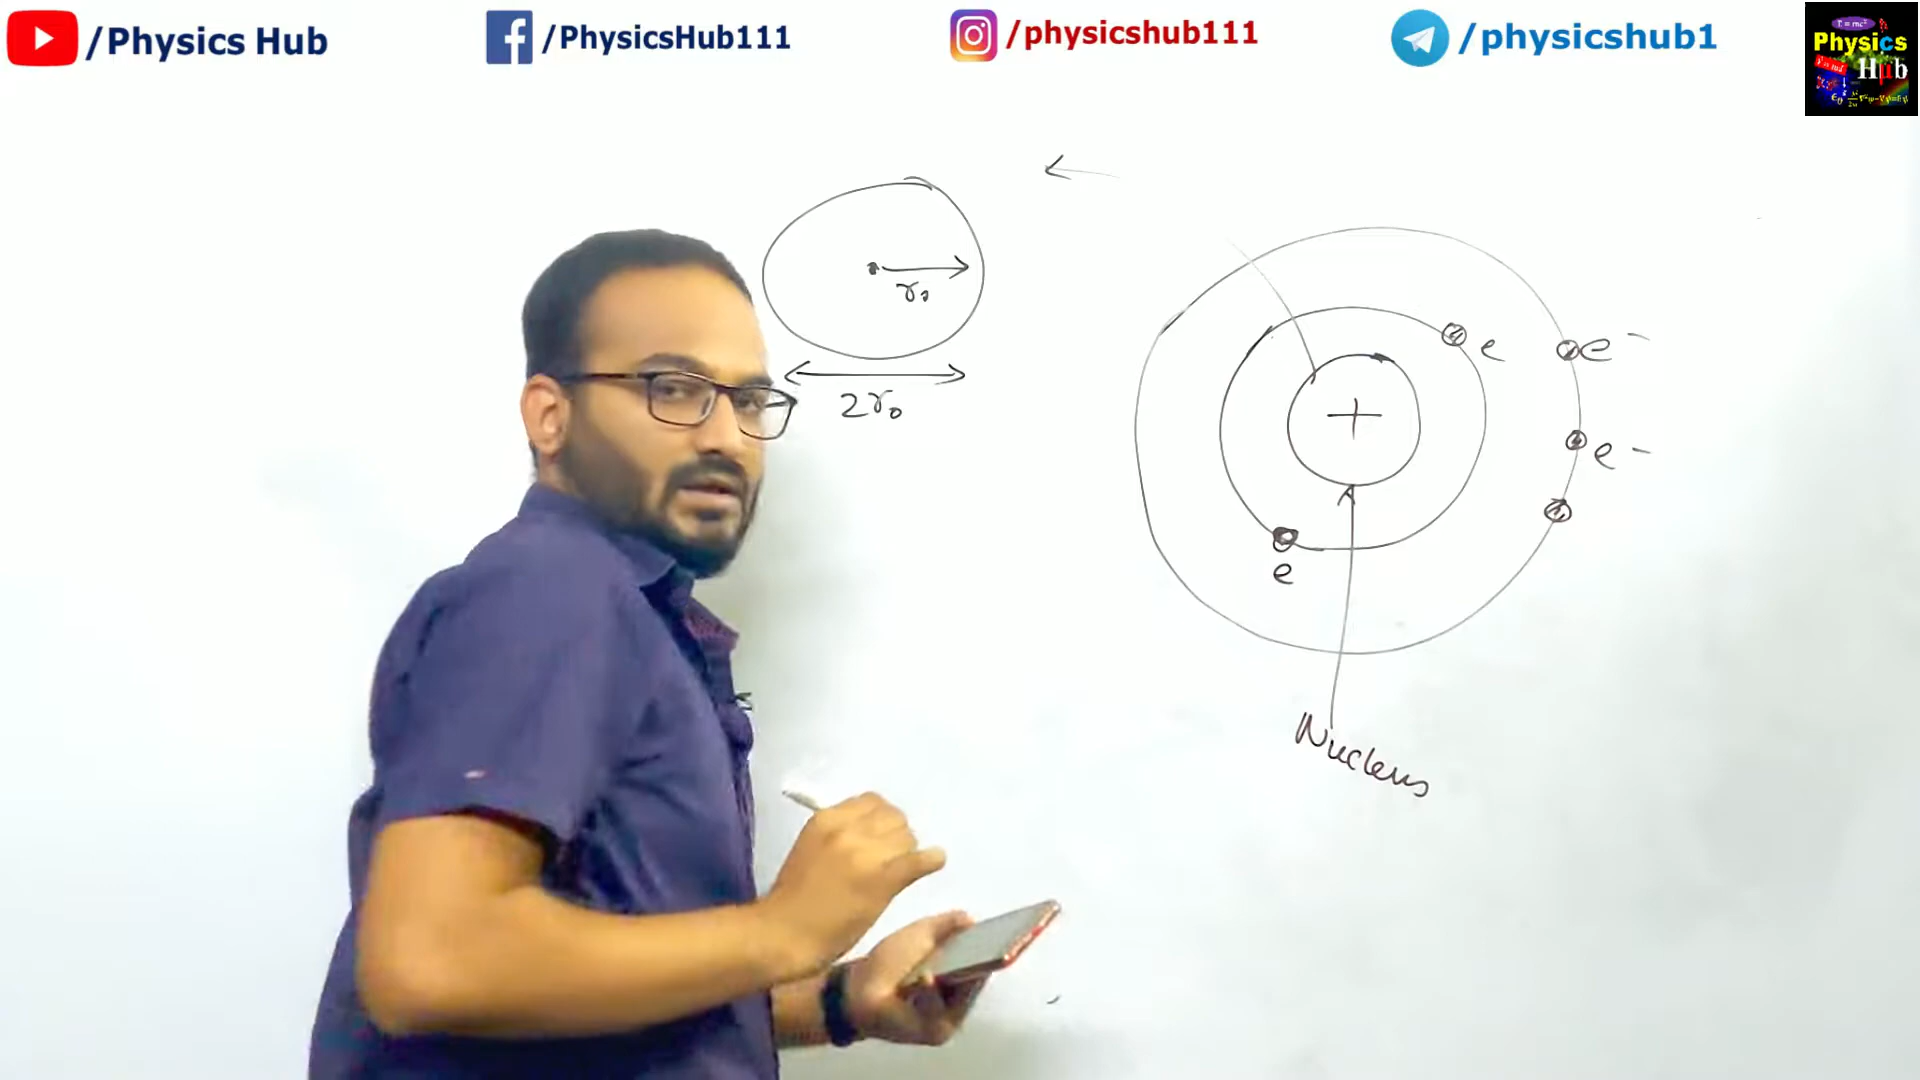 /Physics Hub
/PhysicsHub111
/physicshub111
/physicshub1
Physics
Hub
r₀
2r₀
+
e
e⁻
e⁻
e
Nucleus